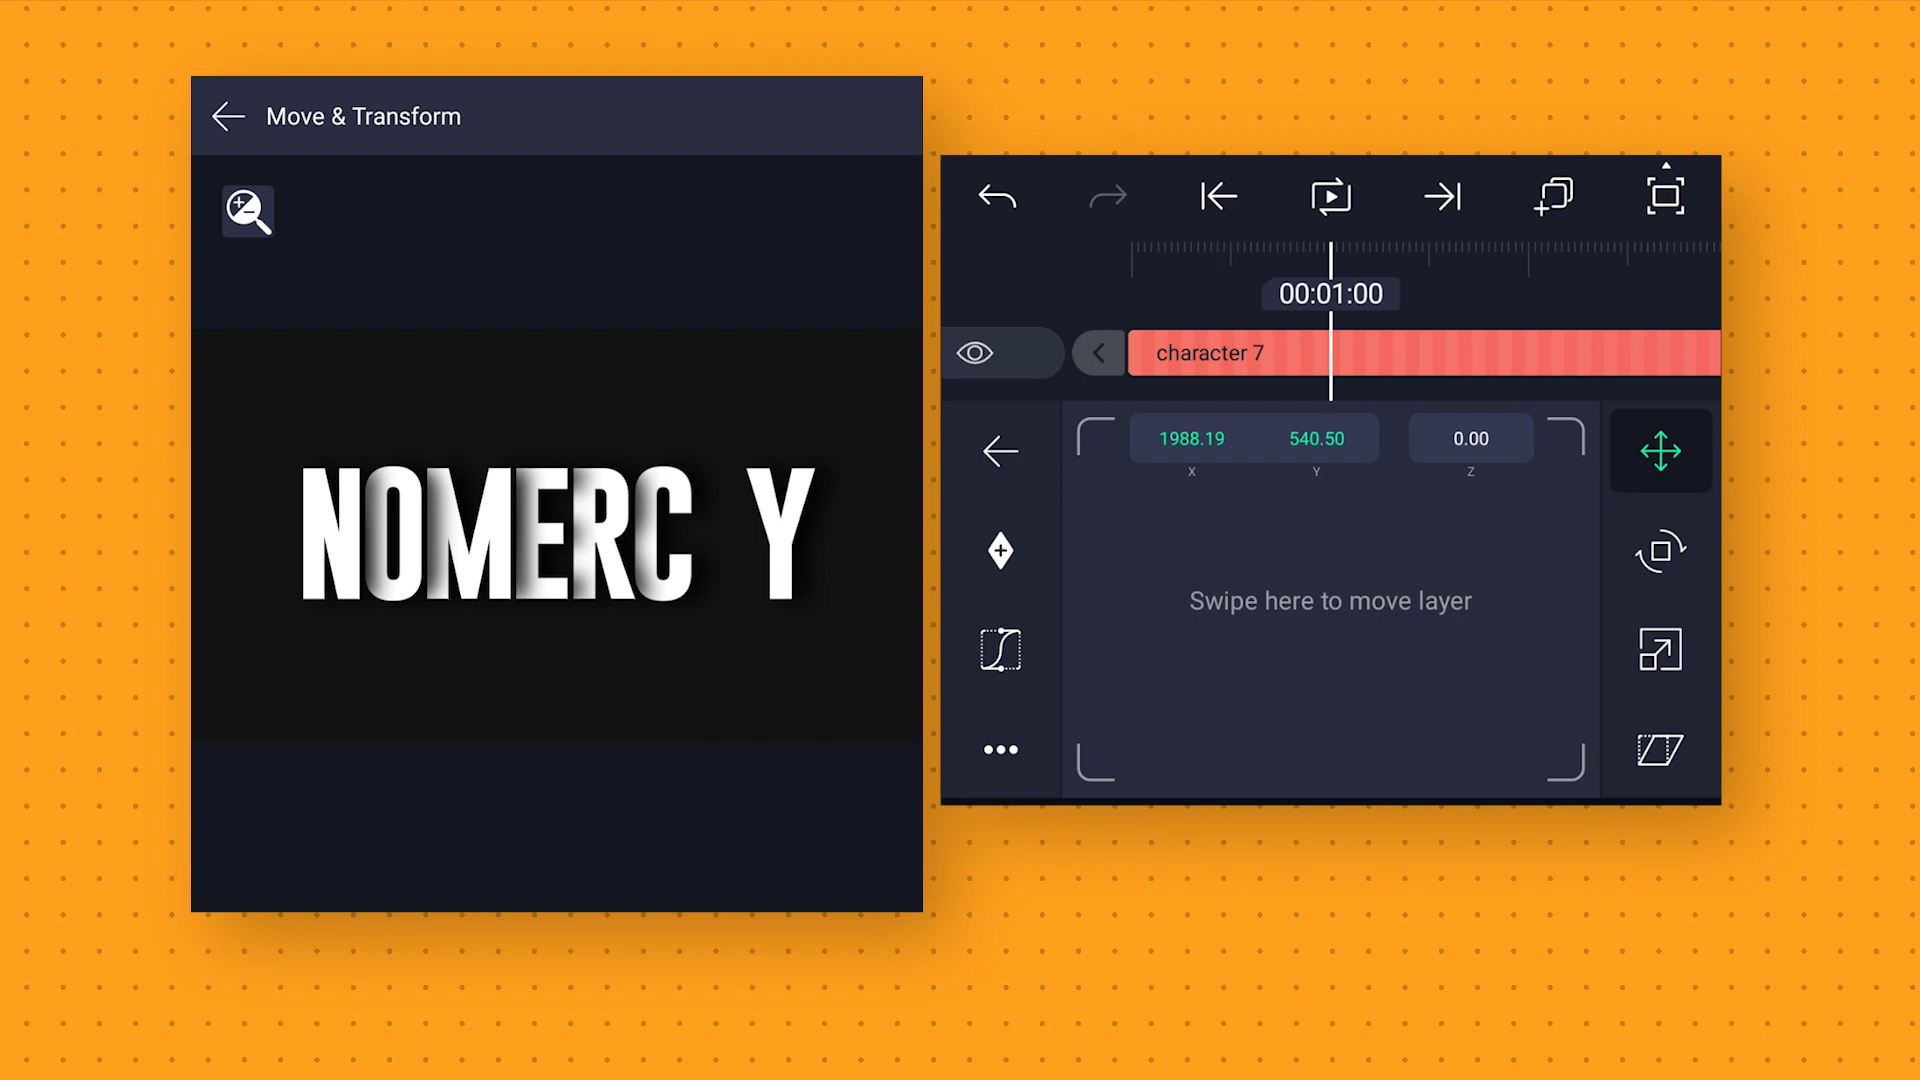 Move & Transform
NOMERC Y
00:01:00
character 7
1988.19 540.50 0.00
X Y Z
Swipe here to move layer